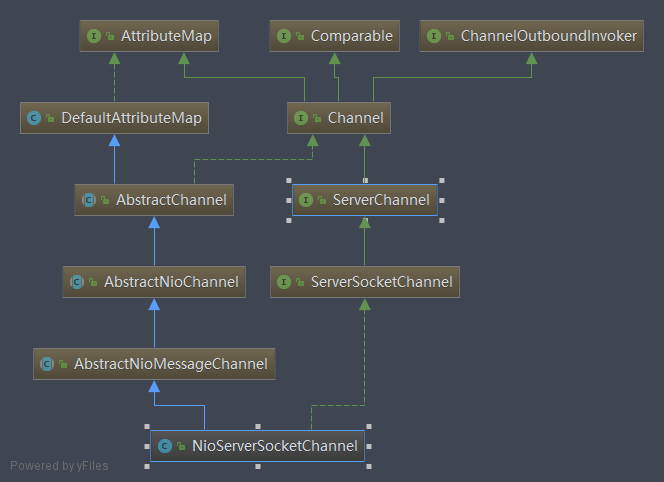 AttributeMap
Comparable
ChannelOutboundInvoker
DefaultAttributeMap
Channel
AbstractChannel
ServerChannel
AbstractNioChannel
ServerSocketChannel
AbstractNioMessageChannel
NioServerSocketChannel
Powered by yFiles